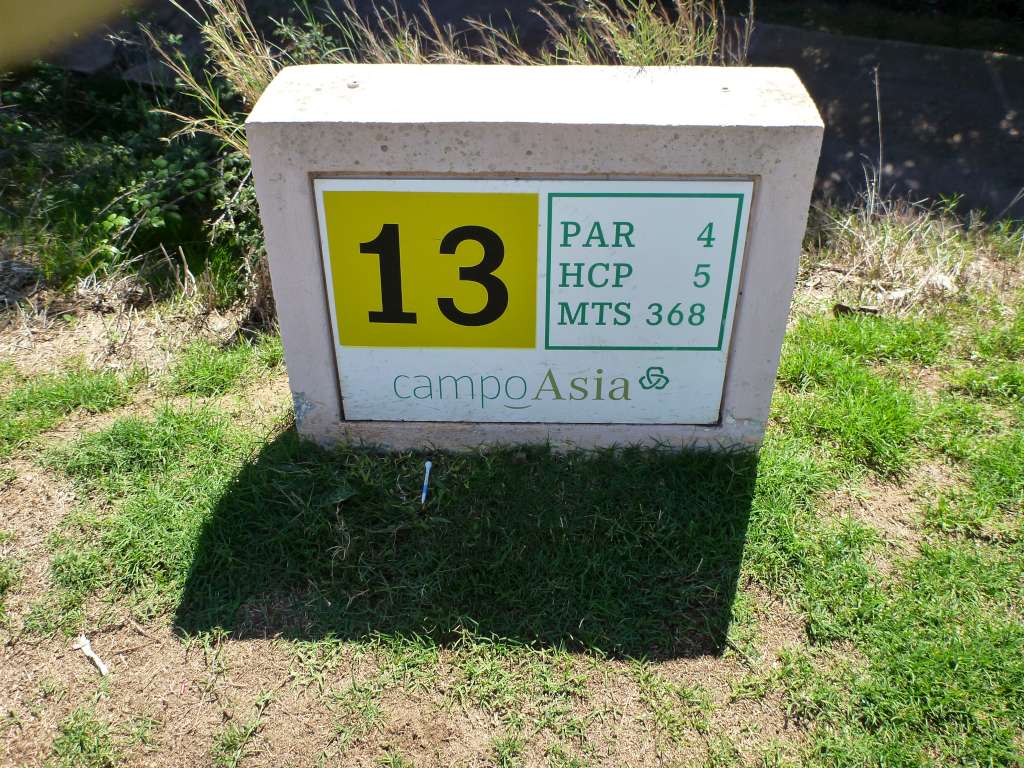 13
PAR 4
HCP 5
MTS 368
campoAsia